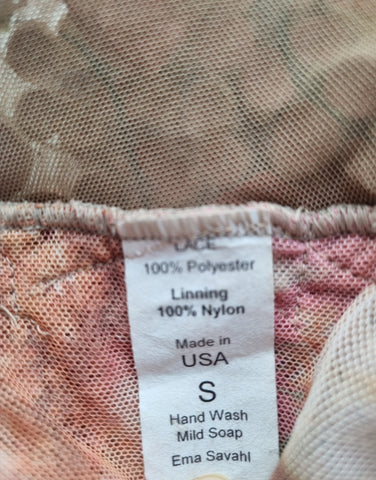 LACE
100% Polyester
Linning
100% Nylon
Made in
USA
S
Hand Wash
Mild Soap
Ema Savahl